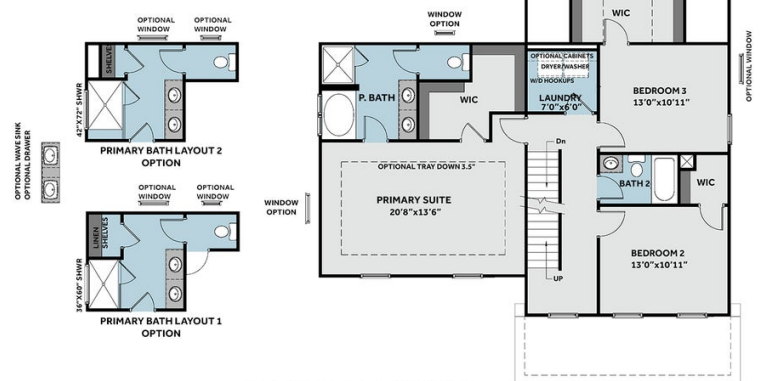 OPTIONAL
WINDOW
OPTIONAL
WINDOW
SHELVES
42"X72" SHWR
PRIMARY BATH LAYOUT 2
OPTION
OPTIONAL WAVE SINK
OPTIONAL DRAWER
OPTIONAL
WINDOW
OPTIONAL
WINDOW
LINEN
SHELVES
36"X60" SHWR
PRIMARY BATH LAYOUT 1
OPTION
WINDOW
OPTION
WIC
OPTIONAL CABINETS
DRYER/WASHER
W/D HOOKUPS
LAUNDRY
7'0"x6'0"
P. BATH
WIC
BEDROOM 3
13'0"x10'11"
OPTIONAL WINDOW
Dn
OPTIONAL TRAY DOWN 3.5"
BATH 2
WIC
WINDOW
OPTION
PRIMARY SUITE
20'8"x13'6"
BEDROOM 2
13'0"x10'11"
UP